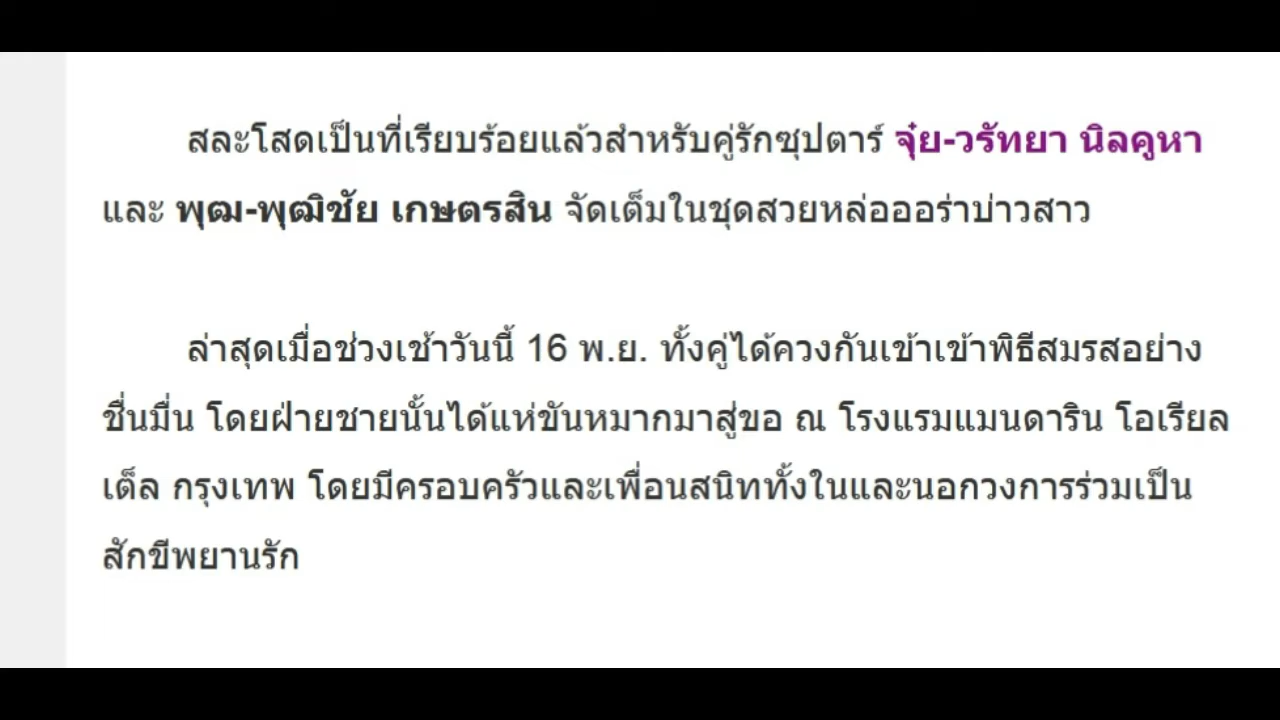 สละโสดเป็นที่เรียบร้อยแล้วสำหรับคู่รักซุปตาร์ จุ๋ย-วรัทยา นิลคูหา
และ พุฒ-พุฒิชัย เกษตรสิน จัดเต็มในชุดสวยหล่อออร่าบ่าวสาว
ล่าสุดเมื่อช่วงเช้าวันนี้ 16 พ.ย. ทั้งคู่ได้ควงกันเข้าเข้าพิธีสมรสอย่าง
ชื่นมื่น โดยฝ่ายชายนั้นได้แห่ขันหมากมาสู่ขอ ณ โรงแรมแมนดาริน โอเรียล
เต็ล กรุงเทพ โดยมีครอบครัวและเพื่อนสนิททั้งในและนอกวงการร่วมเป็น
สักขีพยานรัก